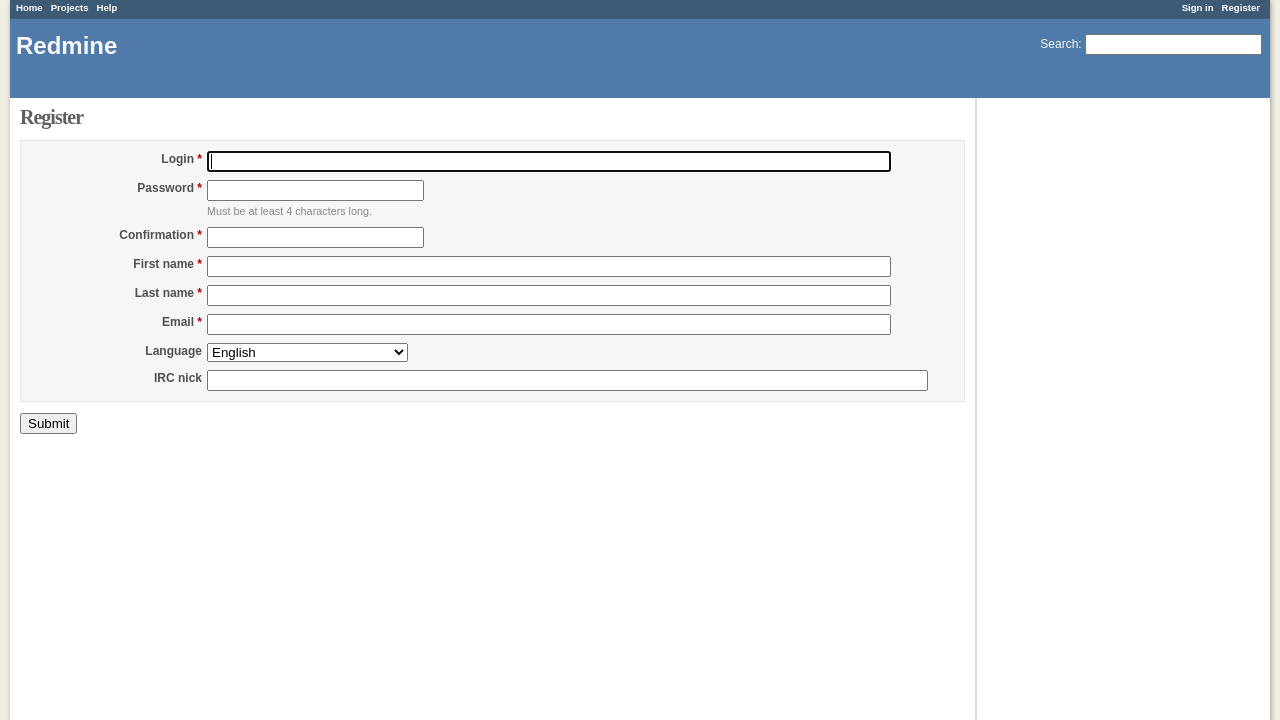 Home Projects Help Sign in Register
Redmine
Search:
Register
Login *
Password *
Must be at least 4 characters long.
Confirmation *
First name *
Last name *
Email *
Language English
IRC nick
Submit